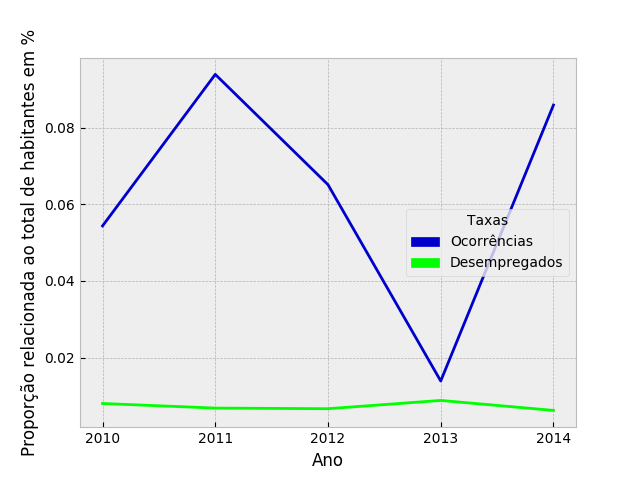 Proporção relacionada ao total de habitantes em %
0.08
0.06
0.04
0.02
Taxas
Ocorrências
Desempregados
2010 2011 2012 2013 2014
Ano